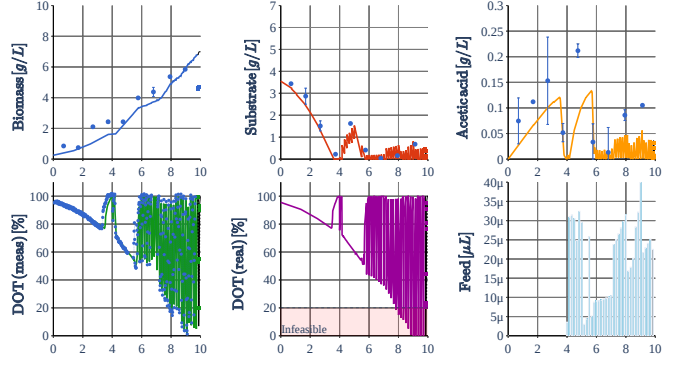 10
8
6
4
2
0
Biomass [g/L]
0 2 4 6 8 10
7
6
5
4
3
2
1
0
Substrate [g/L]
0 2 4 6 8 10
0.3
0.25
0.2
0.15
0.1
0.05
0
Acetic acid [g/L]
0 2 4 6 8 10
100
80
60
40
20
0
DOT (meas) [%]
0 2 4 6 8 10
100
80
60
40
20
0
DOT (real) [%]
Infeasible
0 2 4 6 8 10
40μ
35μ
30μ
25μ
20μ
15μ
10μ
5μ
0
Feed [μL]
0 2 4 6 8 10